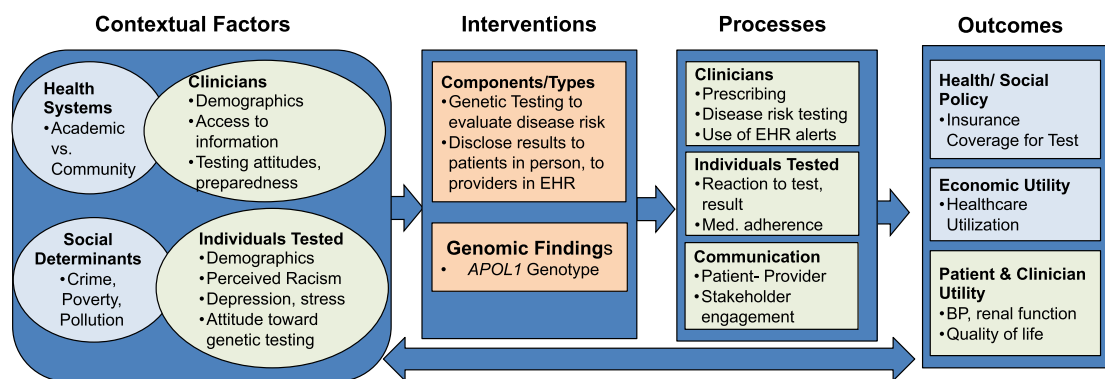 Contextual Factors
Health
Systems
•Academic
vs.
Community
Clinicians
•Demographics
•Access to
information
•Testing attitudes,
preparedness
Social
Determinants
•Crime,
Poverty,
Pollution
Individuals Tested
•Demographics
•Perceived Racism
•Depression, stress
•Attitude toward
genetic testing
Interventions
Components/Types
•Genetic Testing to
evaluate disease risk
•Disclose results to
patients in person, to
providers in EHR
Genomic Findings
• APOL1 Genotype
Processes
Clinicians
•Prescribing
•Disease risk testing
•Use of EHR alerts
Individuals Tested
•Reaction to test,
result
•Med. adherence
Communication
•Patient- Provider
•Stakeholder
engagement
Outcomes
Health/ Social
Policy
•Insurance
Coverage for Test
Economic Utility
•Healthcare
Utilization
Patient & Clinician
Utility
•BP, renal function
•Quality of life